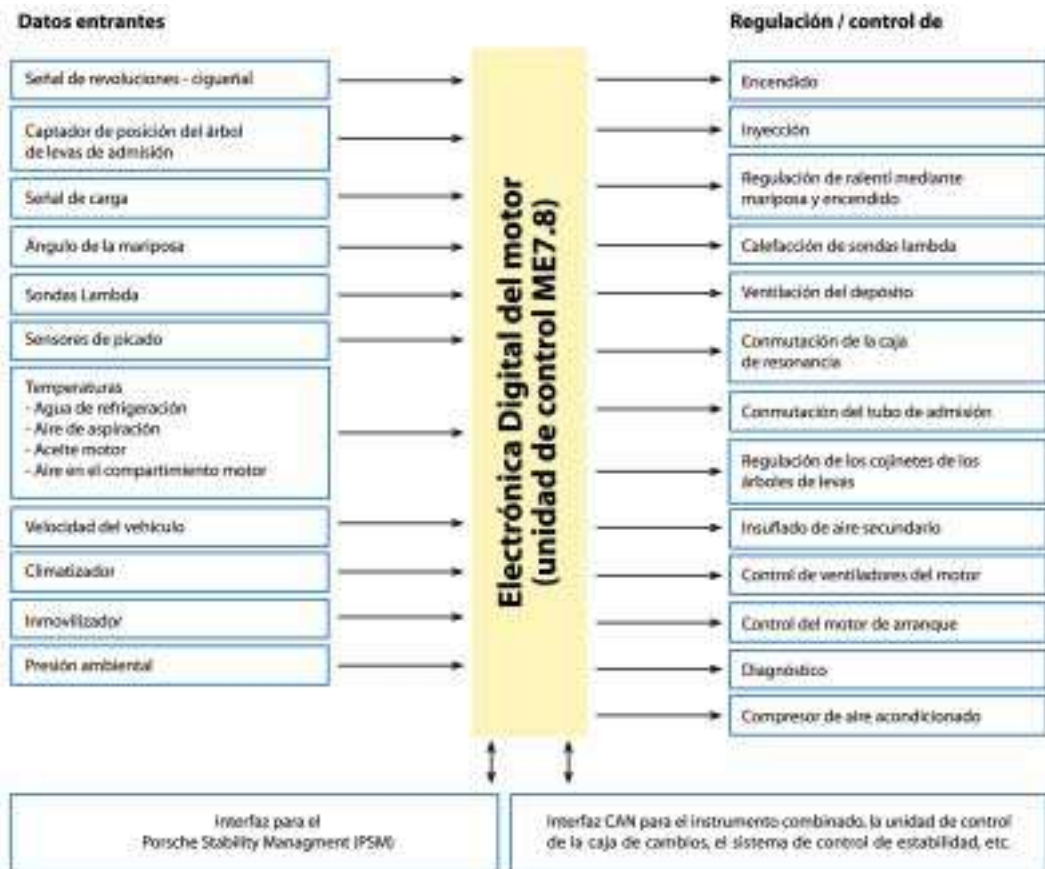 Datos entrantes
Señal de revoluciones - cigueñal
Captador de posición del árbol
de levas de admisión
Señal de carga
Ángulo de la mariposa
Sondas Lambda
Sensores de picado
Temperaturas
- Agua de refrigeración
- Aire de aspiración
- Aceite motor
- Aire en el compartimiento motor
Velocidad del vehículo
Climatizador
Inmovilizador
Presión ambiental
Electrónica Digital del motor
(unidad de control ME7.8)
Regulación / control de
Encendido
Inyección
Regulación de ralentí mediante
mariposa y encendido
Calefacción de sondas lambda
Ventilación del depósito
Conmutación de la caja
de resonancia
Conmutación del tubo de admisión
Regulación de los cojinetes de los
árboles de levas
Insuflado de aire secundario
Control de ventiladores del motor
Control del motor de arranque
Diagnóstico
Compresor de aire acondicionado
Interfaz para el
Porsche Stability Managment (PSM)
Interfaz CAN para el instrumento combinado, la unidad de control
de la caja de cambios, el sistema de control de estabilidad, etc.